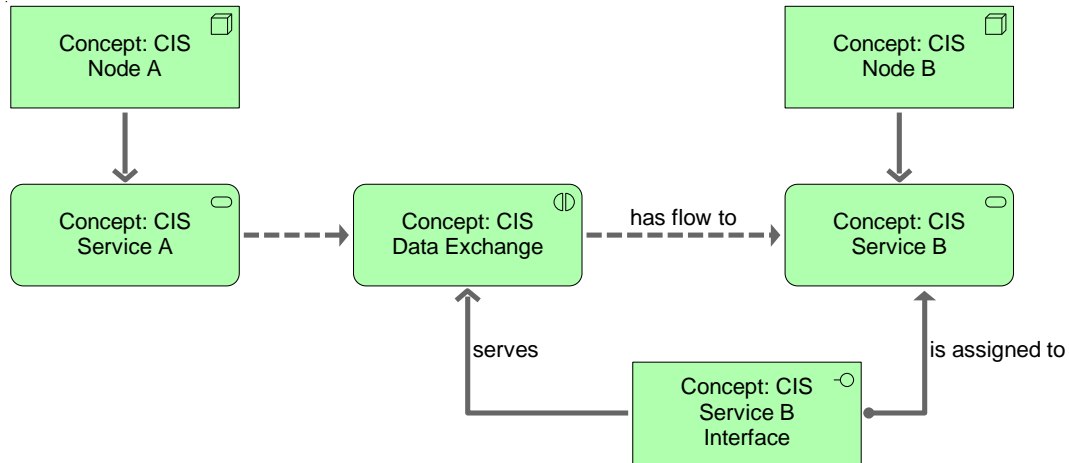 Concept: CIS
Node A
Concept: CIS
Node B
Concept: CIS
Service A
Concept: CIS
Data Exchange
has flow to
Concept: CIS
Service B
serves
is assigned to
Concept: CIS
Service B
Interface